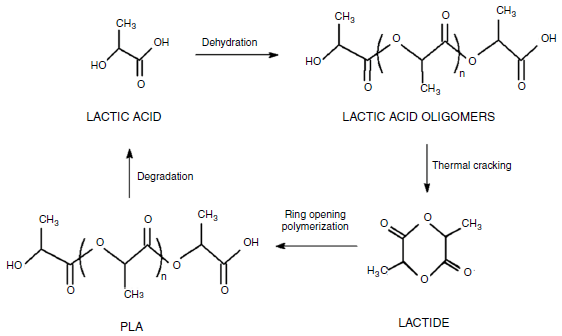 CH3
OH
HO
O
LACTIC ACID
Dehydration
CH3
O
CH3
O
OH
HO
O
n
O
O
CH3
LACTIC ACID OLIGOMERS
Degradation
Thermal cracking
CH3
O
CH3
O
OH
HO
O
n
O
O
CH3
PLA
Ring opening
polymerization
O
O
CH3
H3C
O
O-
LACTIDE